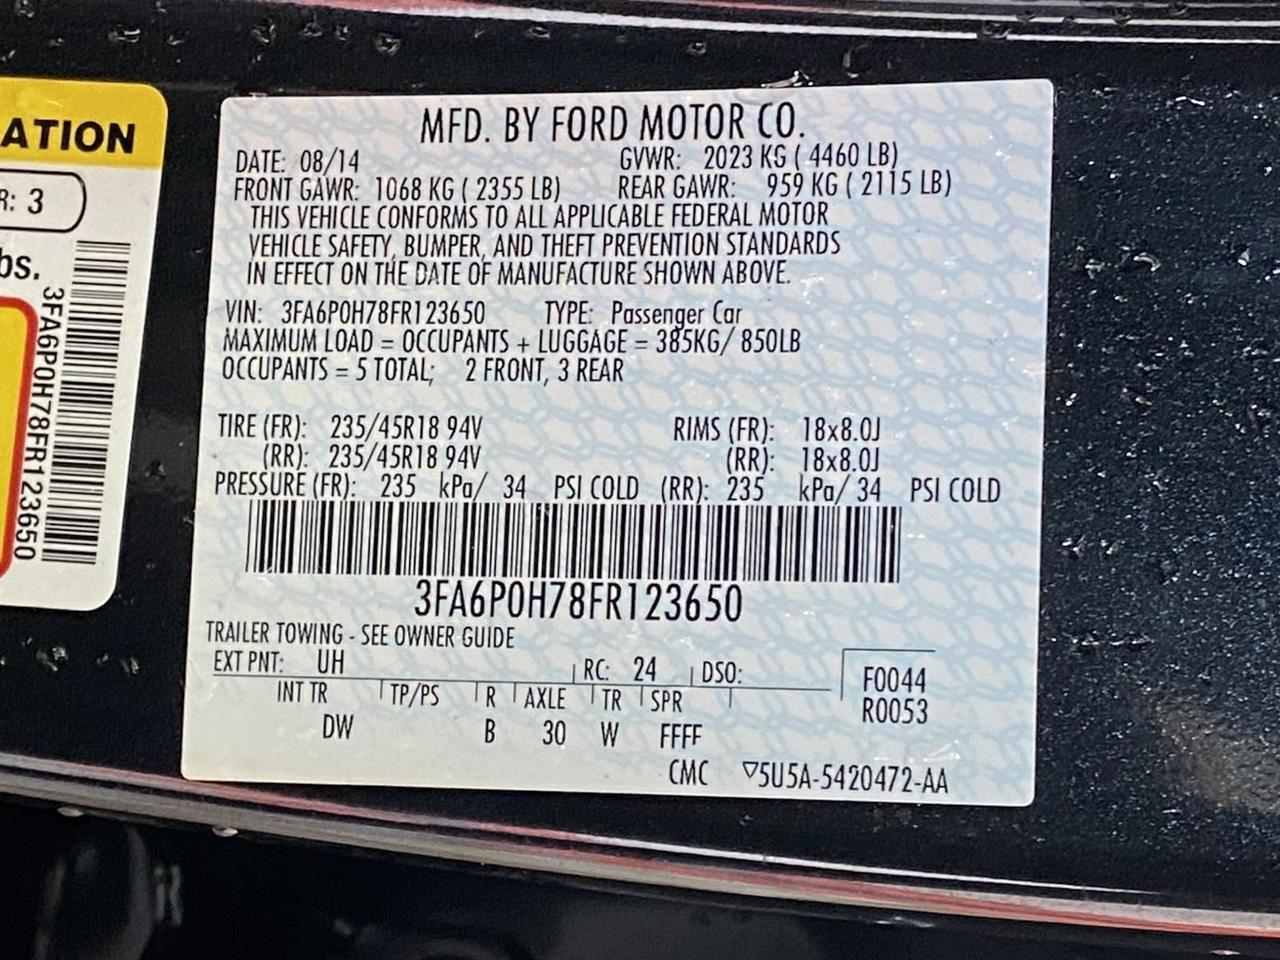 ATION
R: 3
bs.
3FA6P0H78FR123650
MFD. BY FORD MOTOR CO.
DATE: 08/14 GVWR: 2023 KG ( 4460 LB)
FRONT GAWR: 1068 KG ( 2355 LB) REAR GAWR: 959 KG ( 2115 LB)
THIS VEHICLE CONFORMS TO ALL APPLICABLE FEDERAL MOTOR
VEHICLE SAFETY, BUMPER, AND THEFT PREVENTION STANDARDS
IN EFFECT ON THE DATE OF MANUFACTURE SHOWN ABOVE.
VIN: 3FA6P0H78FR123650 TYPE: Passenger Car
MAXIMUM LOAD = OCCUPANTS + LUGGAGE = 385KG/ 850LB
OCCUPANTS = 5 TOTAL; 2 FRONT, 3 REAR
TIRE (FR): 235/45R18 94V RIMS (FR): 18x8.0J
(RR): 235/45R18 94V (RR): 18x8.0J
PRESSURE (FR): 235 kPa/ 34 PSI COLD (RR): 235 kPa/ 34 PSI COLD
3FA6P0H78FR123650
TRAILER TOWING - SEE OWNER GUIDE
EXT PNT: UH RC: 24 DSO: F0044
R0053
INT TR TP/PS R AXLE TR SPR
DW B 30 W FFFF
CMC ▽5U5A-5420472-AA